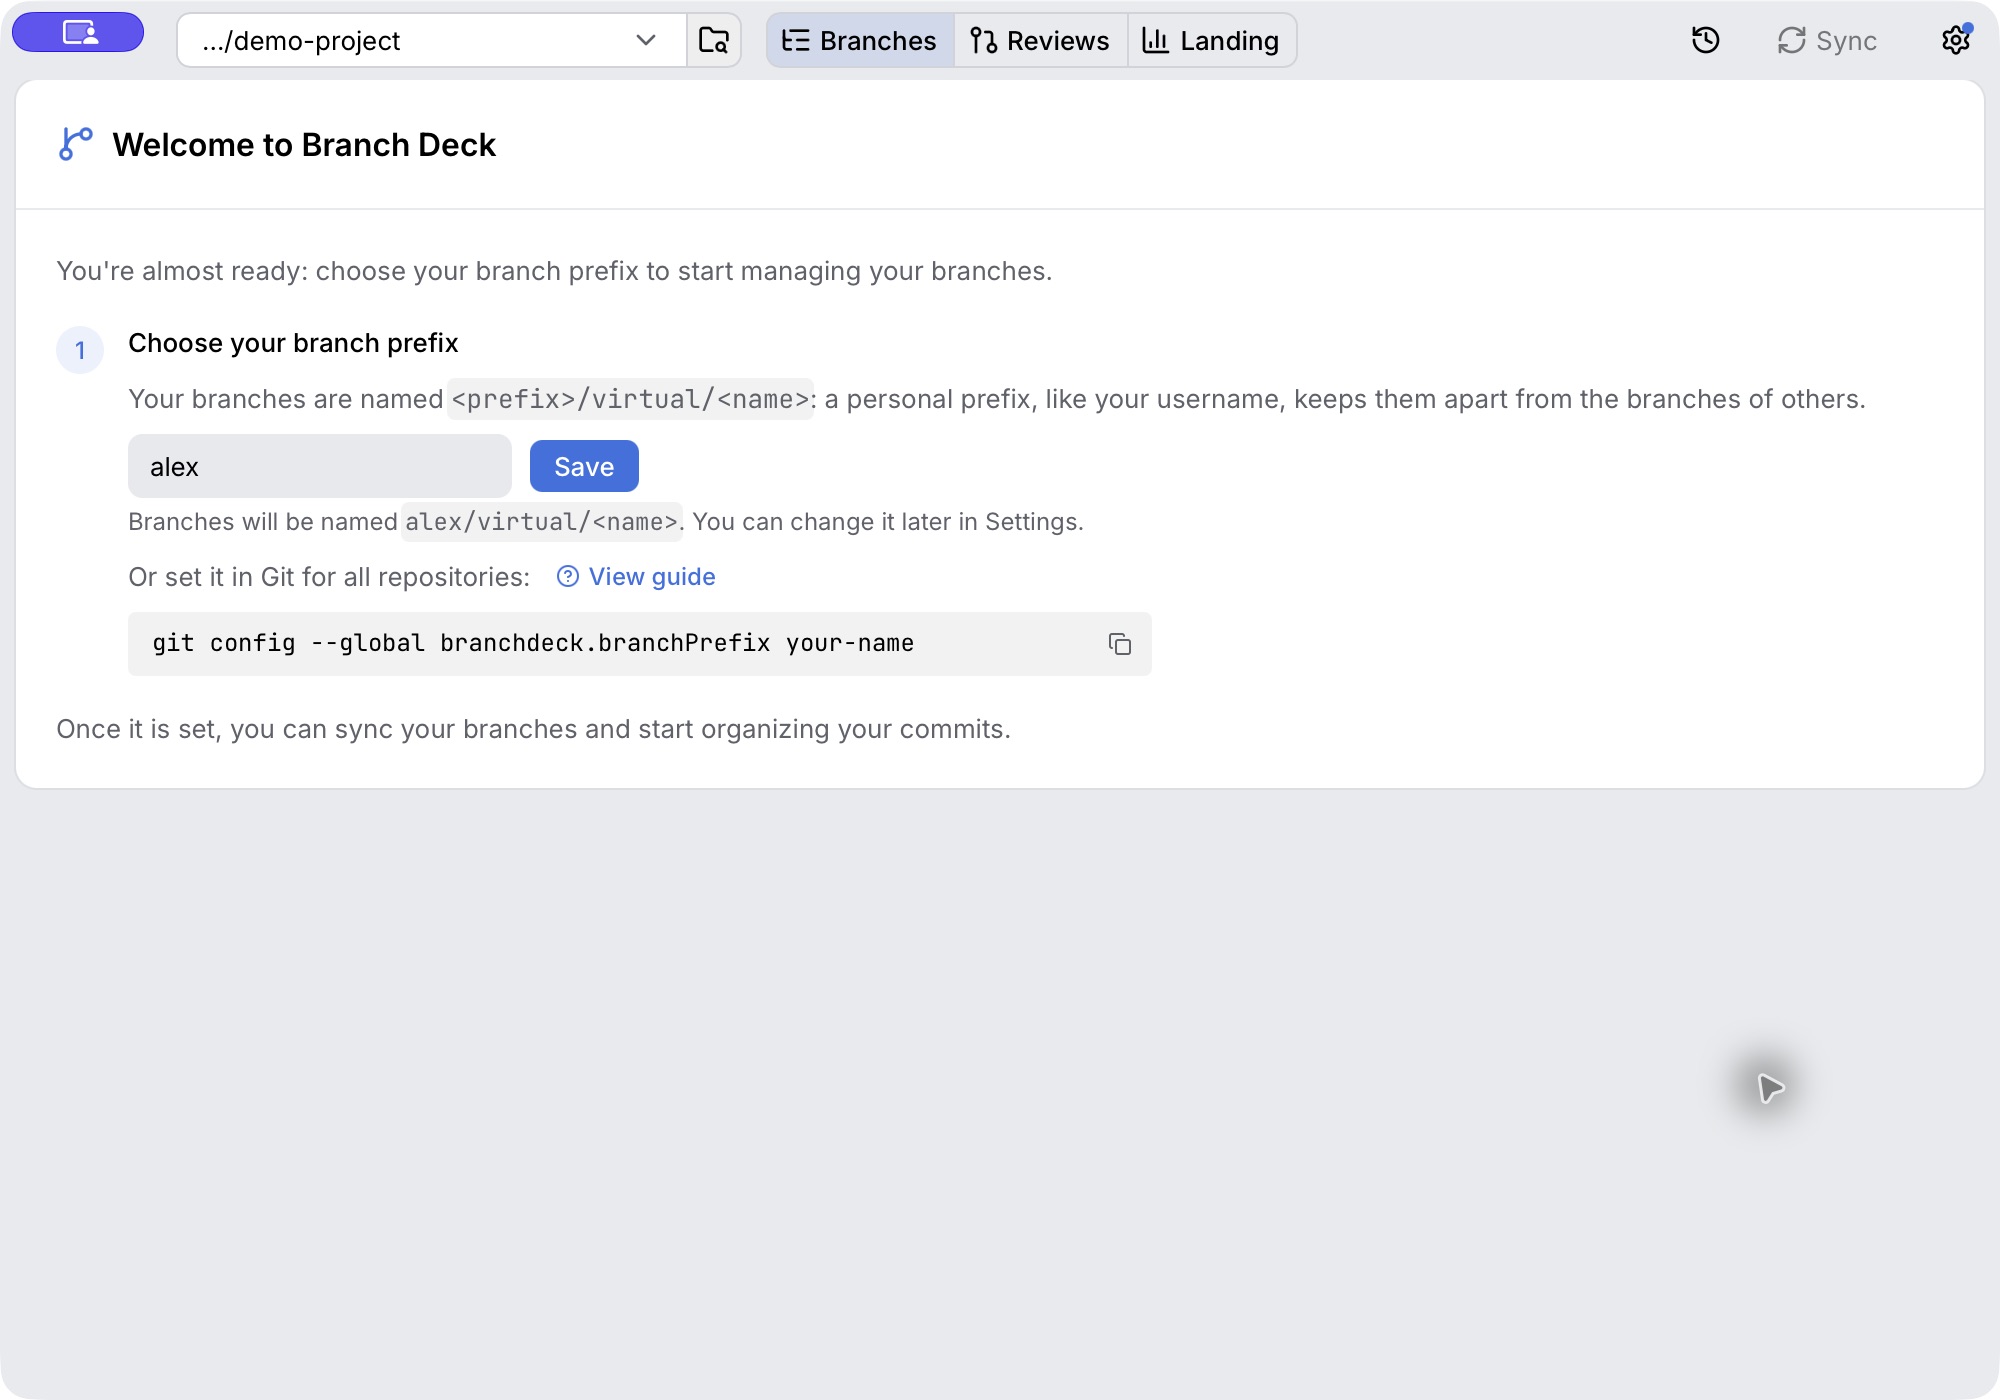 .../demo-project
Branches
Reviews
Landing
Sync
Welcome to Branch Deck
You're almost ready: choose your branch prefix to start managing your branches.
1
Choose your branch prefix
Your branches are named <prefix>/virtual/<name>: a personal prefix, like your username, keeps them apart from the branches of others.
alex
Save
Branches will be named alex/virtual/<name>. You can change it later in Settings.
Or set it in Git for all repositories: View guide
git config --global branchdeck.branchPrefix your-name
Once it is set, you can sync your branches and start organizing your commits.